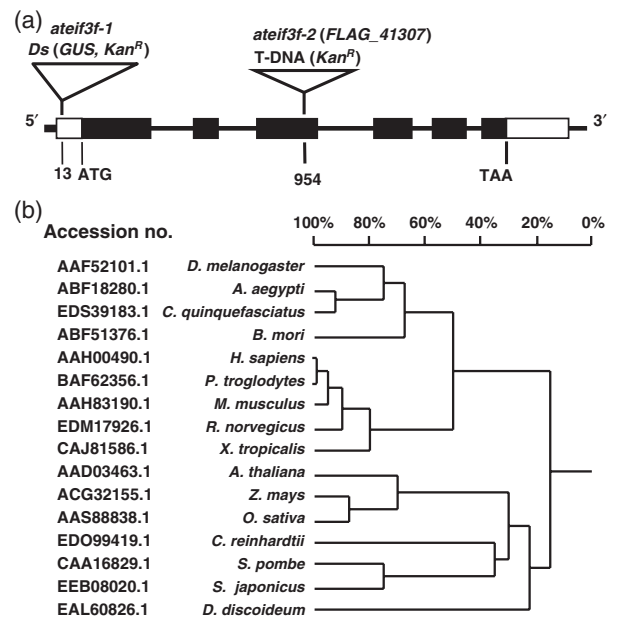 (a)
ateif3f-1
Ds (GUS, Kan^R)
ateif3f-2 (FLAG_41307)
T-DNA (Kan^R)
5′
3′
13 ATG
954
TAA
(b)
Accession no.
100% 80% 60% 40% 20% 0%
AAF52101.1 D. melanogaster
ABF18280.1 A. aegypti
EDS39183.1 C. quinquefasciatus
ABF51376.1 B. mori
AAH00490.1 H. sapiens
BAF62356.1 P. troglodytes
AAH83190.1 M. musculus
EDM17926.1 R. norvegicus
CAJ81586.1 X. tropicalis
AAD03463.1 A. thaliana
ACG32155.1 Z. mays
AAS88838.1 O. sativa
EDO99419.1 C. reinhardtii
CAA16829.1 S. pombe
EEB08020.1 S. japonicus
EAL60826.1 D. discoideum